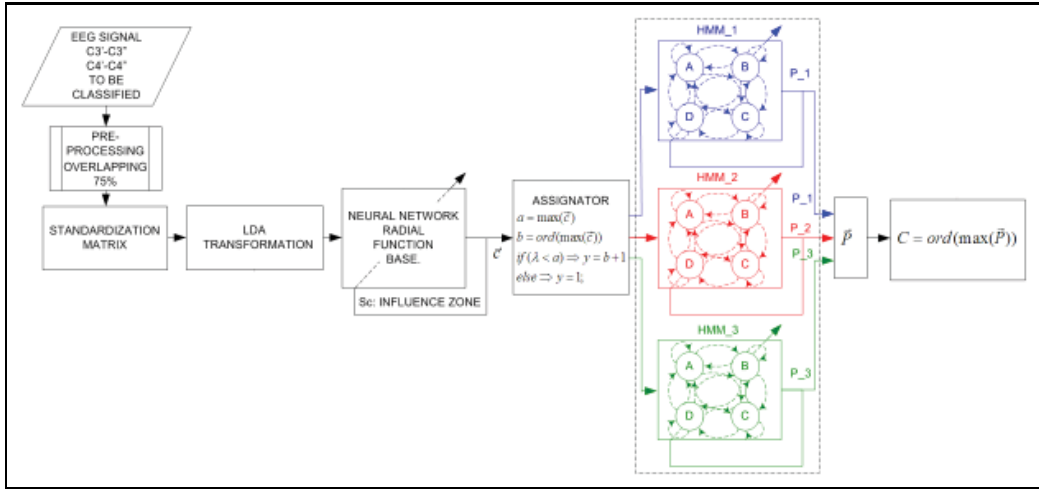 EEG SIGNAL
C3'-C3"
C4'-C4"
TO BE
CLASSIFIED
PRE-
PROCESSING
OVERLAPPING
75%
STANDARDIZATION
MATRIX
LDA
TRANSFORMATION
NEURAL NETWORK
RADIAL
FUNCTION
BASE.
Sc: INFLUENCE ZONE
c⃗
ASSIGNATOR
a = max(c⃗)
b = ord(max(c⃗))
if (λ < a) ⇒ y = b + 1
else ⇒ y = 1;
HMM_1
A
B
D
C
P_1
HMM_2
A
B
D
C
P_1
P_2
P_3
HMM_3
A
B
D
C
P_3
P⃗
C = ord(max(P⃗))